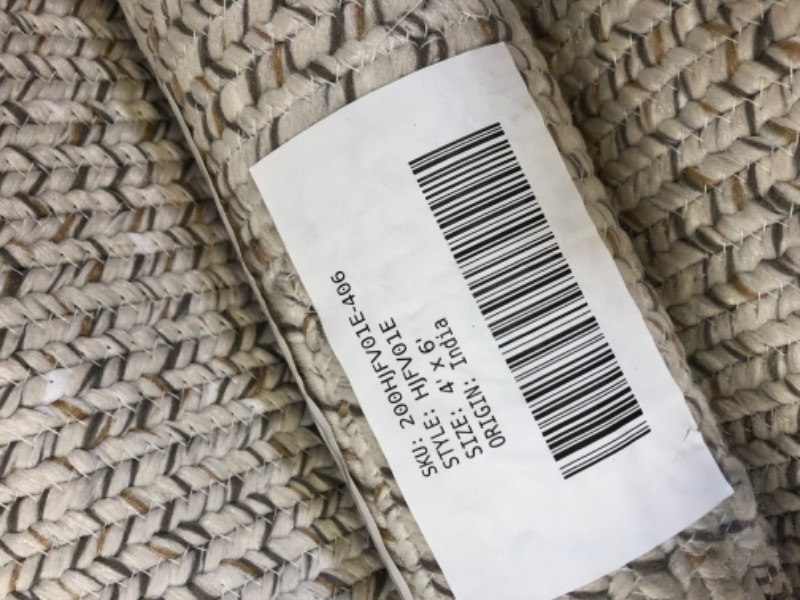 SKU: 200HJFV01E-406
STYLE: HJFV01E
SIZE: 4' X 6'
ORIGIN: India